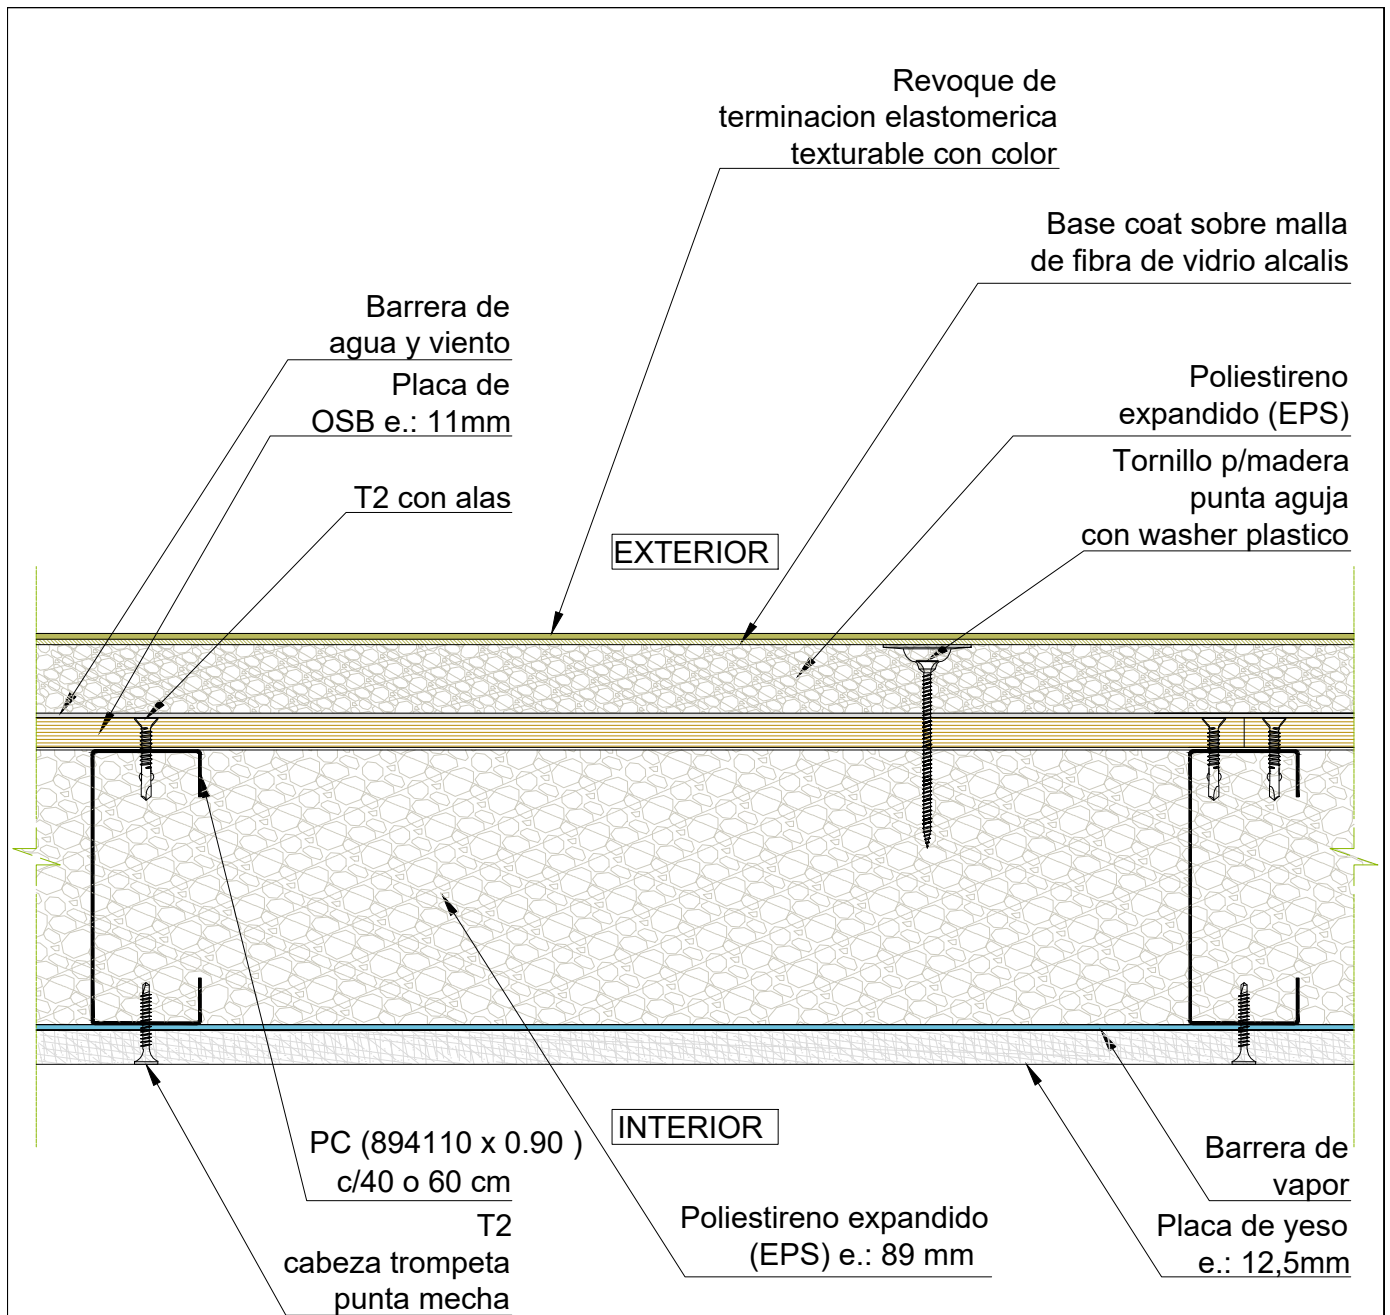 Revoque de
terminacion elastomerica
texturable con color
Base coat sobre malla
de fibra de vidrio alcalis
Barrera de
agua y viento
Placa de
OSB e.: 11mm
T2 con alas
Poliestireno
expandido (EPS)
Tornillo p/madera
punta aguja
con washer plastico
EXTERIOR
INTERIOR
PC (894110 x 0.90 )
c/40 o 60 cm
T2
cabeza trompeta
punta mecha
Poliestireno expandido
(EPS) e.: 89 mm
Barrera de
vapor
Placa de yeso
e.: 12,5mm